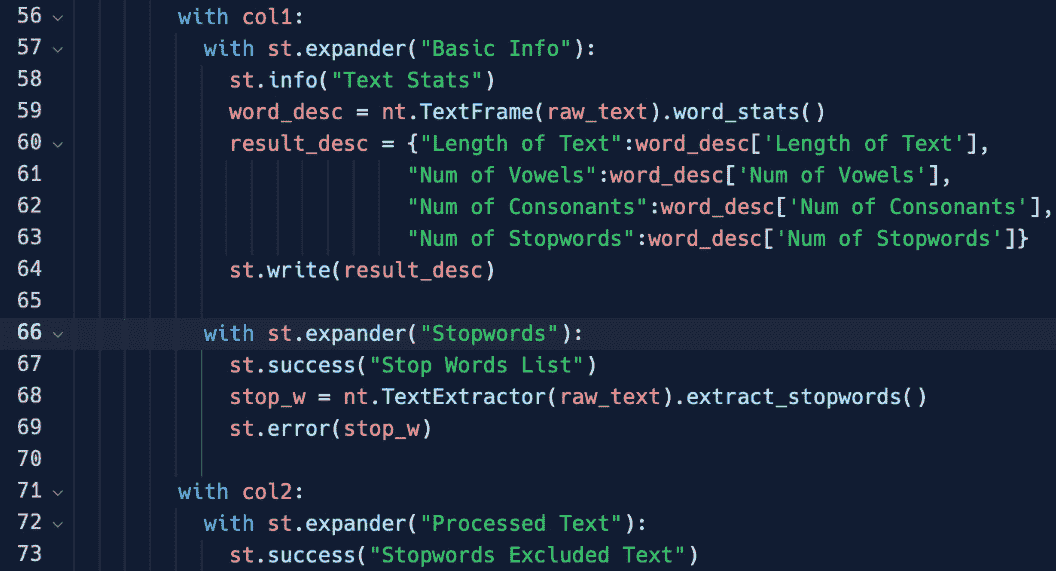 56 with col1:
57 with st.expander("Basic Info"):
58 st.info("Text Stats")
59 word_desc = nt.TextFrame(raw_text).word_stats()
60 result_desc = {"Length of Text":word_desc['Length of Text'],
61 "Num of Vowels":word_desc['Num of Vowels'],
62 "Num of Consonants":word_desc['Num of Consonants'],
63 "Num of Stopwords":word_desc['Num of Stopwords']}
64 st.write(result_desc)
65
66 with st.expander("Stopwords"):
67 st.success("Stop Words List")
68 stop_w = nt.TextExtractor(raw_text).extract_stopwords()
69 st.error(stop_w)
70
71 with col2:
72 with st.expander("Processed Text"):
73 st.success("Stopwords Excluded Text")